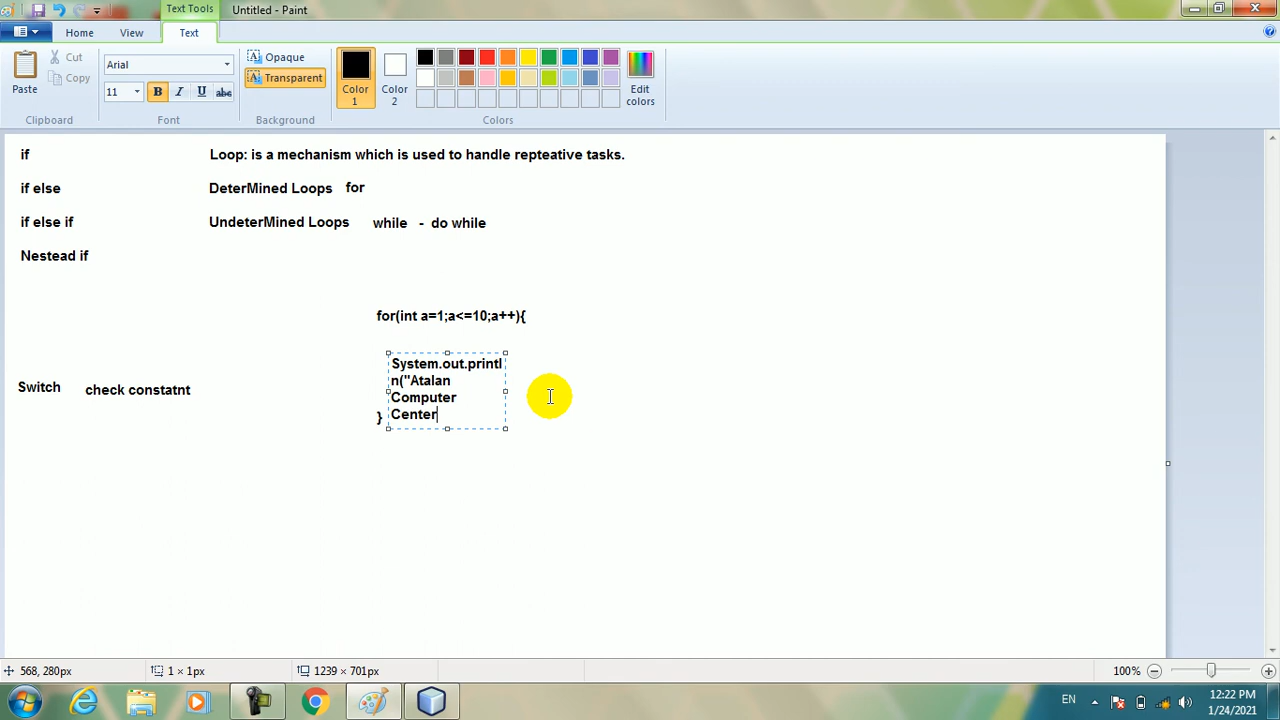 Text Tools
Untitled - Paint
Home
View
Text
Paste
Cut
Copy
Clipboard
Arial
11
B I U abc
Font
Opaque
Transparent
Background
Color 1
Color 2
Edit colors
Colors
if
Loop: is a mechanism which is used to handle repteative tasks.
if else
DeterMined Loops for
if else if
UndeterMined Loops while - do while
Nestead if
for(int a=1;a<=10;a++){
System.out.printl
n("Atalan
Computer
Center
}
Switch check constatnt
568, 280px
1 × 1px
1239 × 701px
100%
EN
12:22 PM
1/24/2021